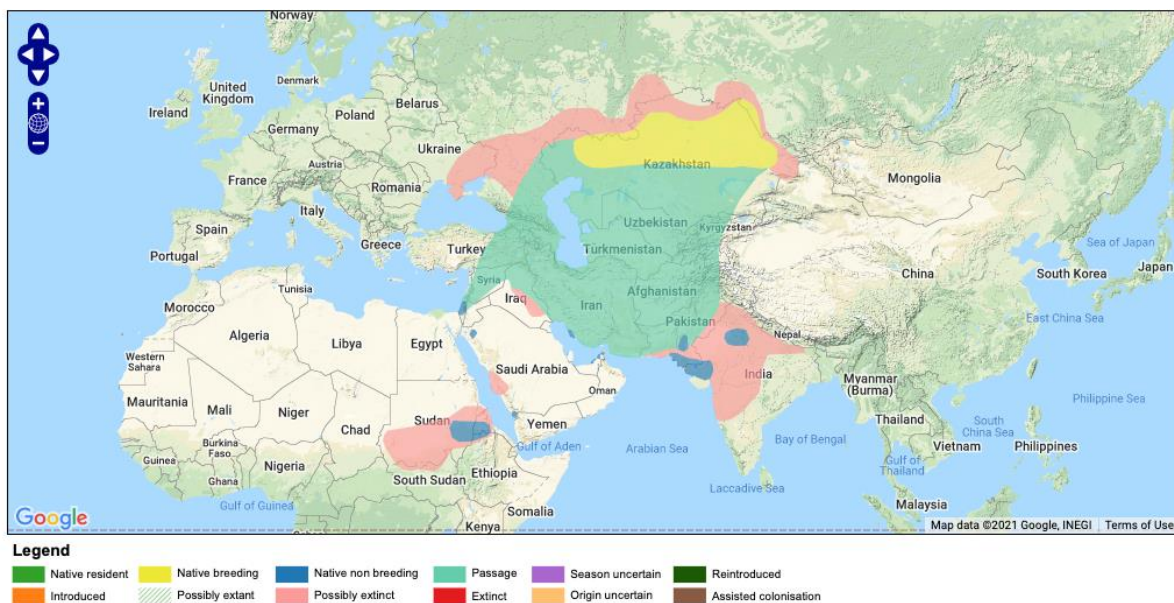 Norway
United
Kingdom
Denmark
Ireland
Belarus
Poland
Germany
Ukraine
Austria
France
Romania
Kazakhstan
Mongolia
Italy
Spain
Portugal
Greece
Turkey
Uzbekistan
Kyrgyzstan
Turkmenistan
Sea of Japan
China
South Korea
Japan
Tunisia
Morocco
Syria
Iraq
Iran
Afghanistan
Pakistan
Nepal
East China Sea
Algeria
Libya
Egypt
Western
Sahara
Saudi Arabia
Oman
India
Myanmar
(Burma)
Mauritania
Mali
Niger
Chad
Sudan
Yemen
Thailand
South
China Sea
Philippine Sea
Burkina
Faso
Guinea
Ghana
Nigeria
Gulf of Aden
Arabian Sea
Bay of Bengal
Vietnam
Philippines
Ethiopia
South Sudan
Gulf of
Thailand
Laccadive Sea
Gulf of Guinea
Somalia
Kenya
Malaysia
Google
Map data ©2021 Google, INEGI
Terms of Use
Legend
Native resident
Native breeding
Native non breeding
Passage
Season uncertain
Reintroduced
Introduced
Possibly extant
Possibly extinct
Extinct
Origin uncertain
Assisted colonisation